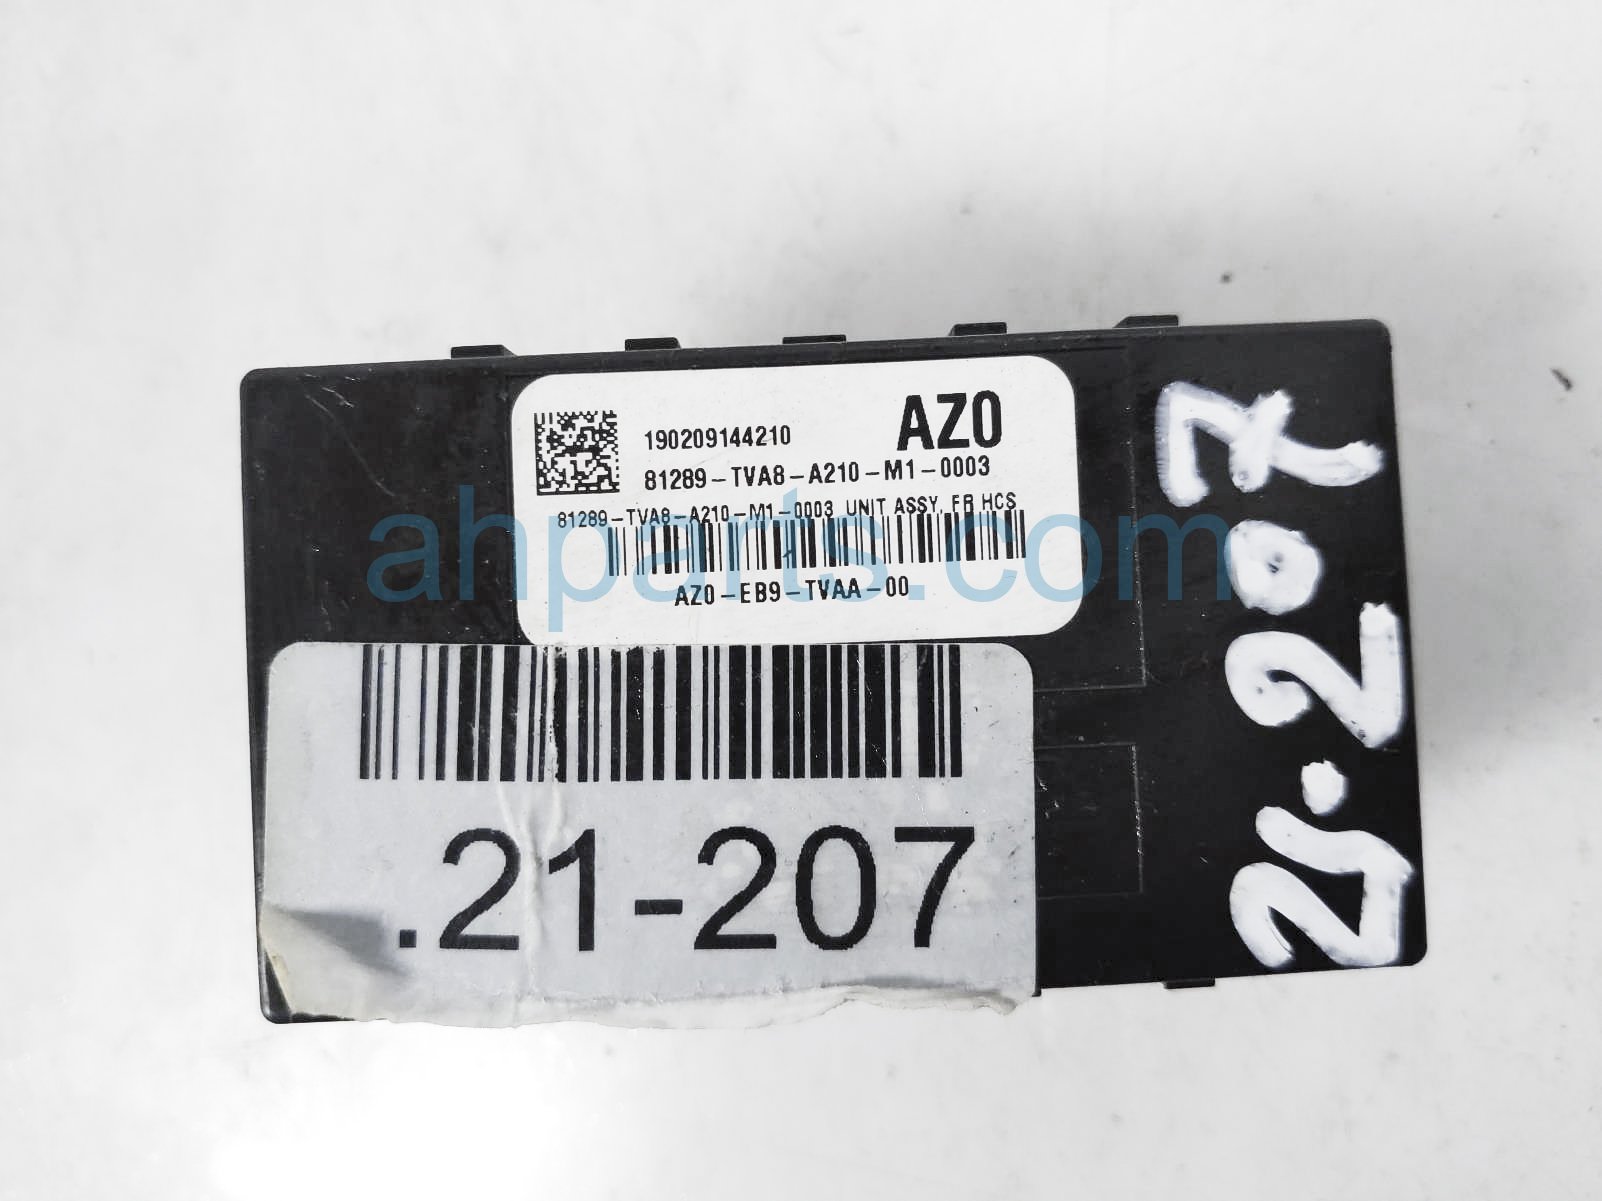 AZ0
190209144210
81289-TVA8-A210-M1-0003
81289-TVA8-A210-M1-0003 UNIT ASSY, FR HCS
AZ0-EB9-TVAA-00
ahparts.com
.21-207
21.207